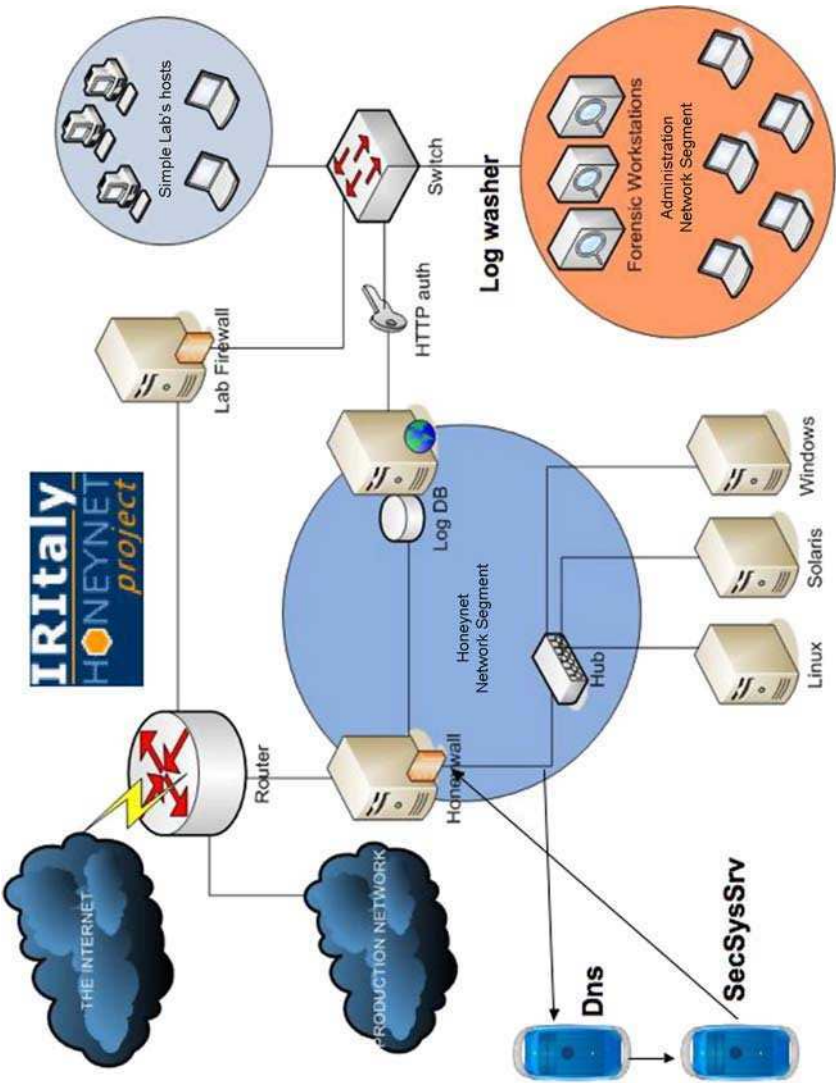 IRItaly
HONEYNET
project
THE INTERNET
PRODUCTION NETWORK
Router
Lab Firewall
Simple Lab's hosts
Switch
HTTP auth
Log washer
Forensic Workstations
Administration
Network Segment
Honeywall
Honeynet
Network Segment
Log DB
Hub
Linux
Solaris
Windows
Dns
SecSysSrv